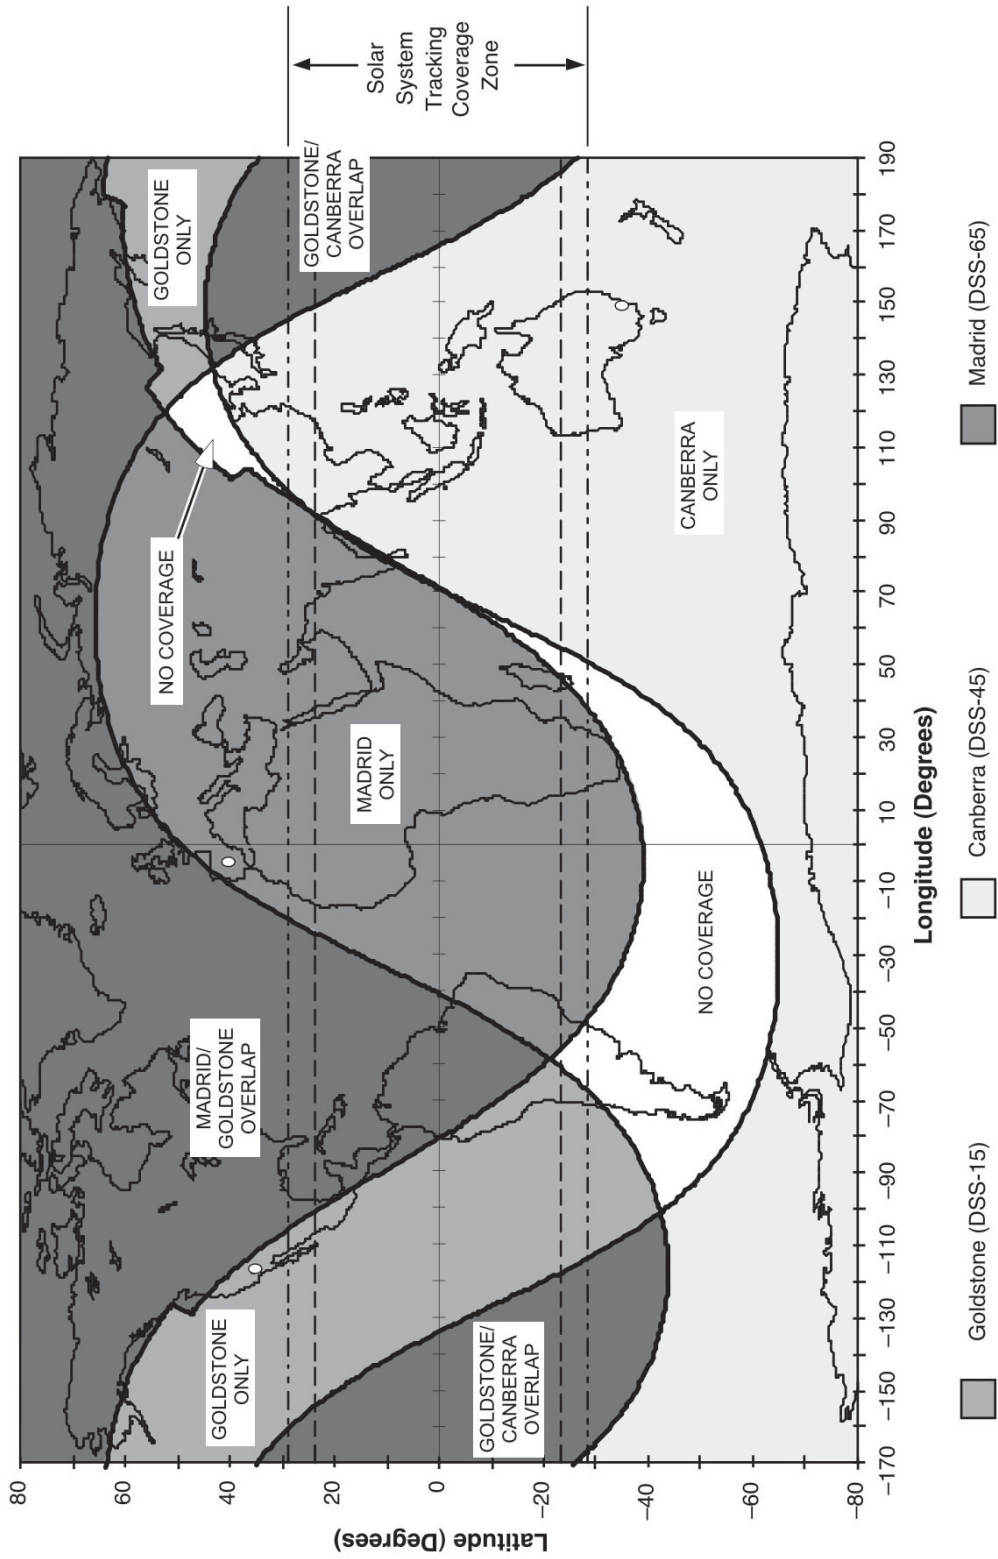 GOLDSTONE
ONLY
GOLDSTONE/
CANBERRA
OVERLAP
MADRID/
GOLDSTONE
OVERLAP
MADRID
ONLY
NO COVERAGE
NO COVERAGE
CANBERRA
ONLY
GOLDSTONE
ONLY
GOLDSTONE/
CANBERRA
OVERLAP
Solar
System
Tracking
Coverage
Zone
Latitude (Degrees)
80
60
40
20
0
–20
–40
–60
–80
–170
–150
–130
–110
–90
–70
–50
–30
–10
10
30
50
70
90
110
130
150
170
190
Longitude (Degrees)
Goldstone (DSS-15)
Canberra (DSS-45)
Madrid (DSS-65)